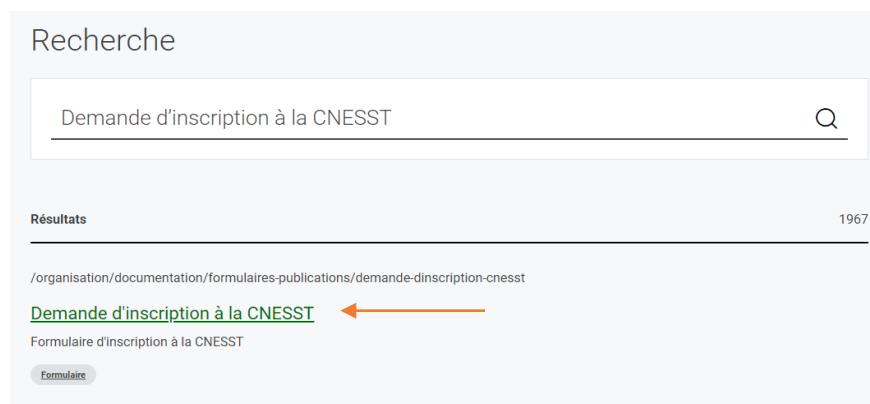 Recherche
Demande d’inscription à la CNESST
Résultats 1967
/organisation/documentation/formulaires-publications/demande-dinscription-cnesst
Demande d'inscription à la CNESST
Formulaire d'inscription à la CNESST
Formulaire